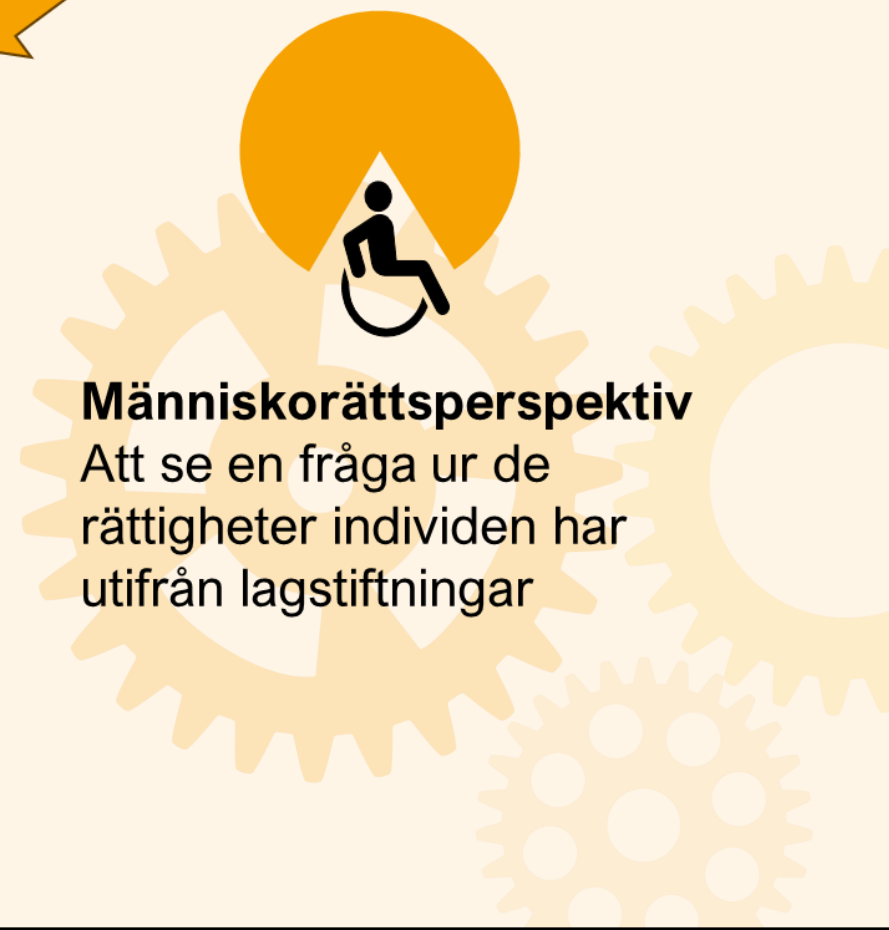 Människorättsperspektiv
Att se en fråga ur de
rättigheter individen har
utifrån lagstiftningar